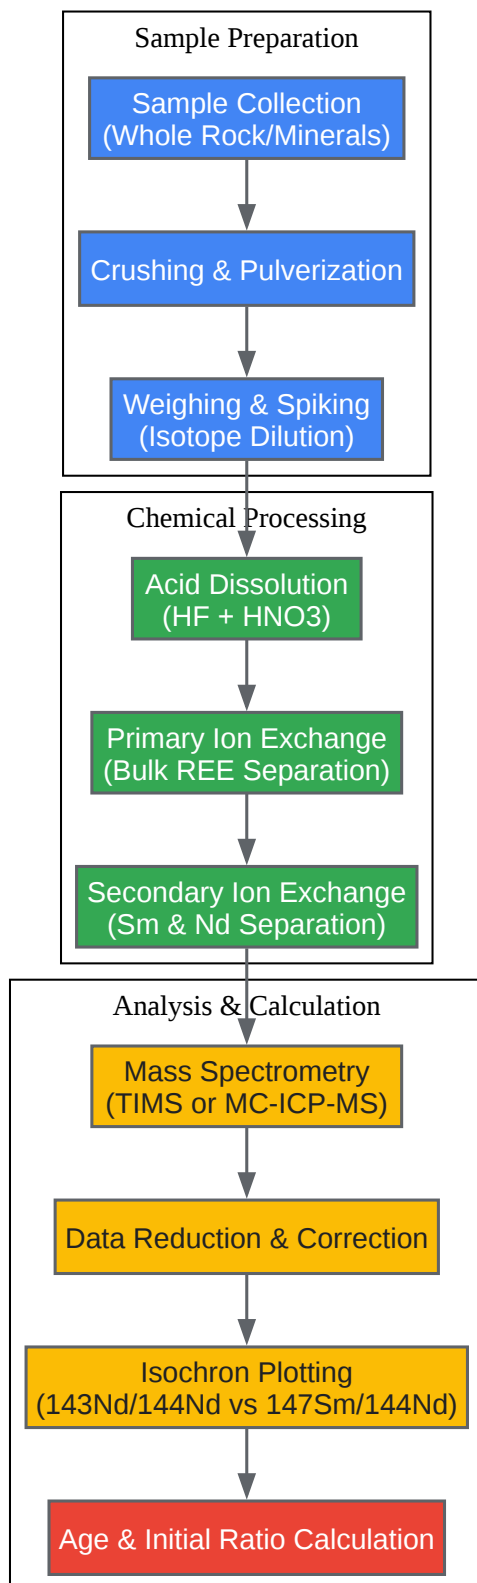 Sample Preparation
Sample Collection
(Whole Rock/Minerals)
Crushing & Pulverization
Weighing & Spiking
(Isotope Dilution)
Chemical Processing
Acid Dissolution
(HF + HNO3)
Primary Ion Exchange
(Bulk REE Separation)
Secondary Ion Exchange
(Sm & Nd Separation)
Analysis & Calculation
Mass Spectrometry
(TIMS or MC-ICP-MS)
Data Reduction & Correction
Isochron Plotting
(143Nd/144Nd vs 147Sm/144Nd)
Age & Initial Ratio Calculation